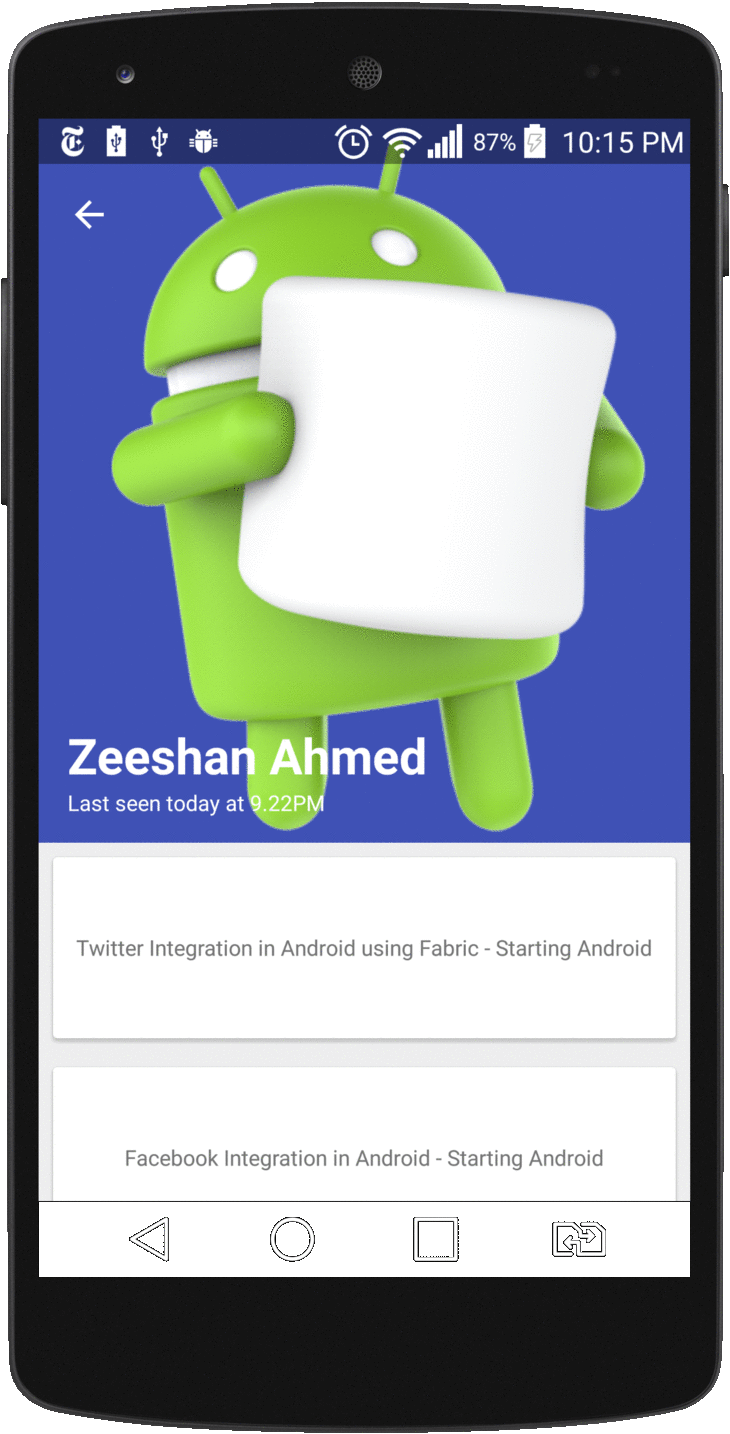 87% 10:15 PM
Zeeshan Ahmed
Last seen today at 9.22PM
Twitter Integration in Android using Fabric - Starting Android
Facebook Integration in Android - Starting Android